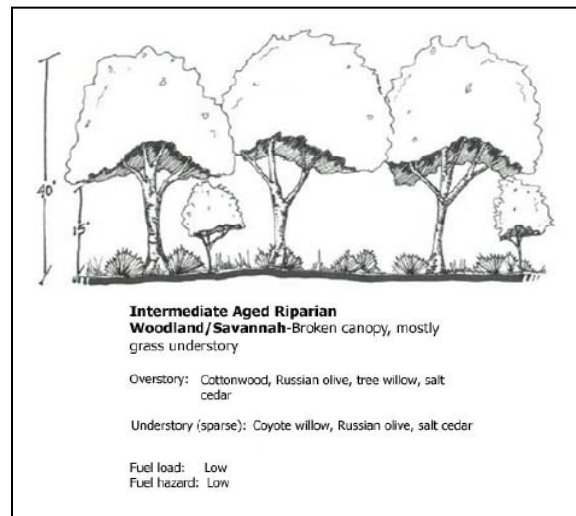 40'
15'
Intermediate Aged Riparian
Woodland/Savannah-Broken canopy, mostly
grass understory
Overstory: Cottonwood, Russian olive, tree willow, salt
cedar
Understory (sparse): Coyote willow, Russian olive, salt cedar
Fuel load: Low
Fuel hazard: Low